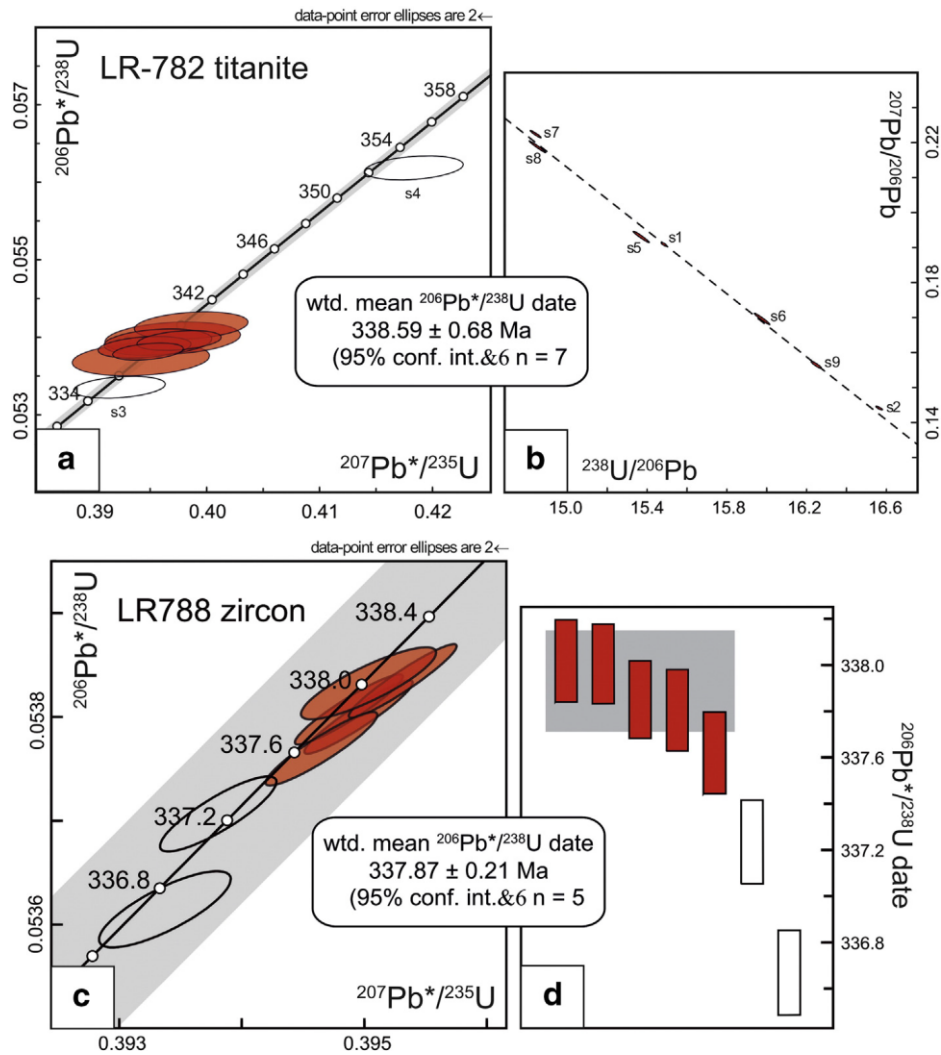 data-point error ellipses are 2←
LR-782 titanite
²⁰⁶Pb*/²³⁸U
0.057
0.055
0.053
358
354
350
346
342
334
s4
s3
wtd. mean ²⁰⁶Pb*/²³⁸U date
338.59 ± 0.68 Ma
(95% conf. int.&6 n = 7
a
²⁰⁷Pb*/²³⁵U
0.39 0.40 0.41 0.42
²⁰⁷Pb/²⁰⁶Pb
0.22
0.18
0.14
s7
s8
s5
s1
s6
s9
s2
b
²³⁸U/²⁰⁶Pb
15.0 15.4 15.8 16.2 16.6
data-point error ellipses are 2←
LR788 zircon
²⁰⁶Pb*/²³⁸U
0.0538
0.0536
338.4
338.0
337.6
337.2
336.8
wtd. mean ²⁰⁶Pb*/²³⁸U date
337.87 ± 0.21 Ma
(95% conf. int.&6 n = 5
c
²⁰⁷Pb*/²³⁵U
0.393 0.395
338.0
337.6
337.2
336.8
²⁰⁶Pb*/²³⁸U date
d